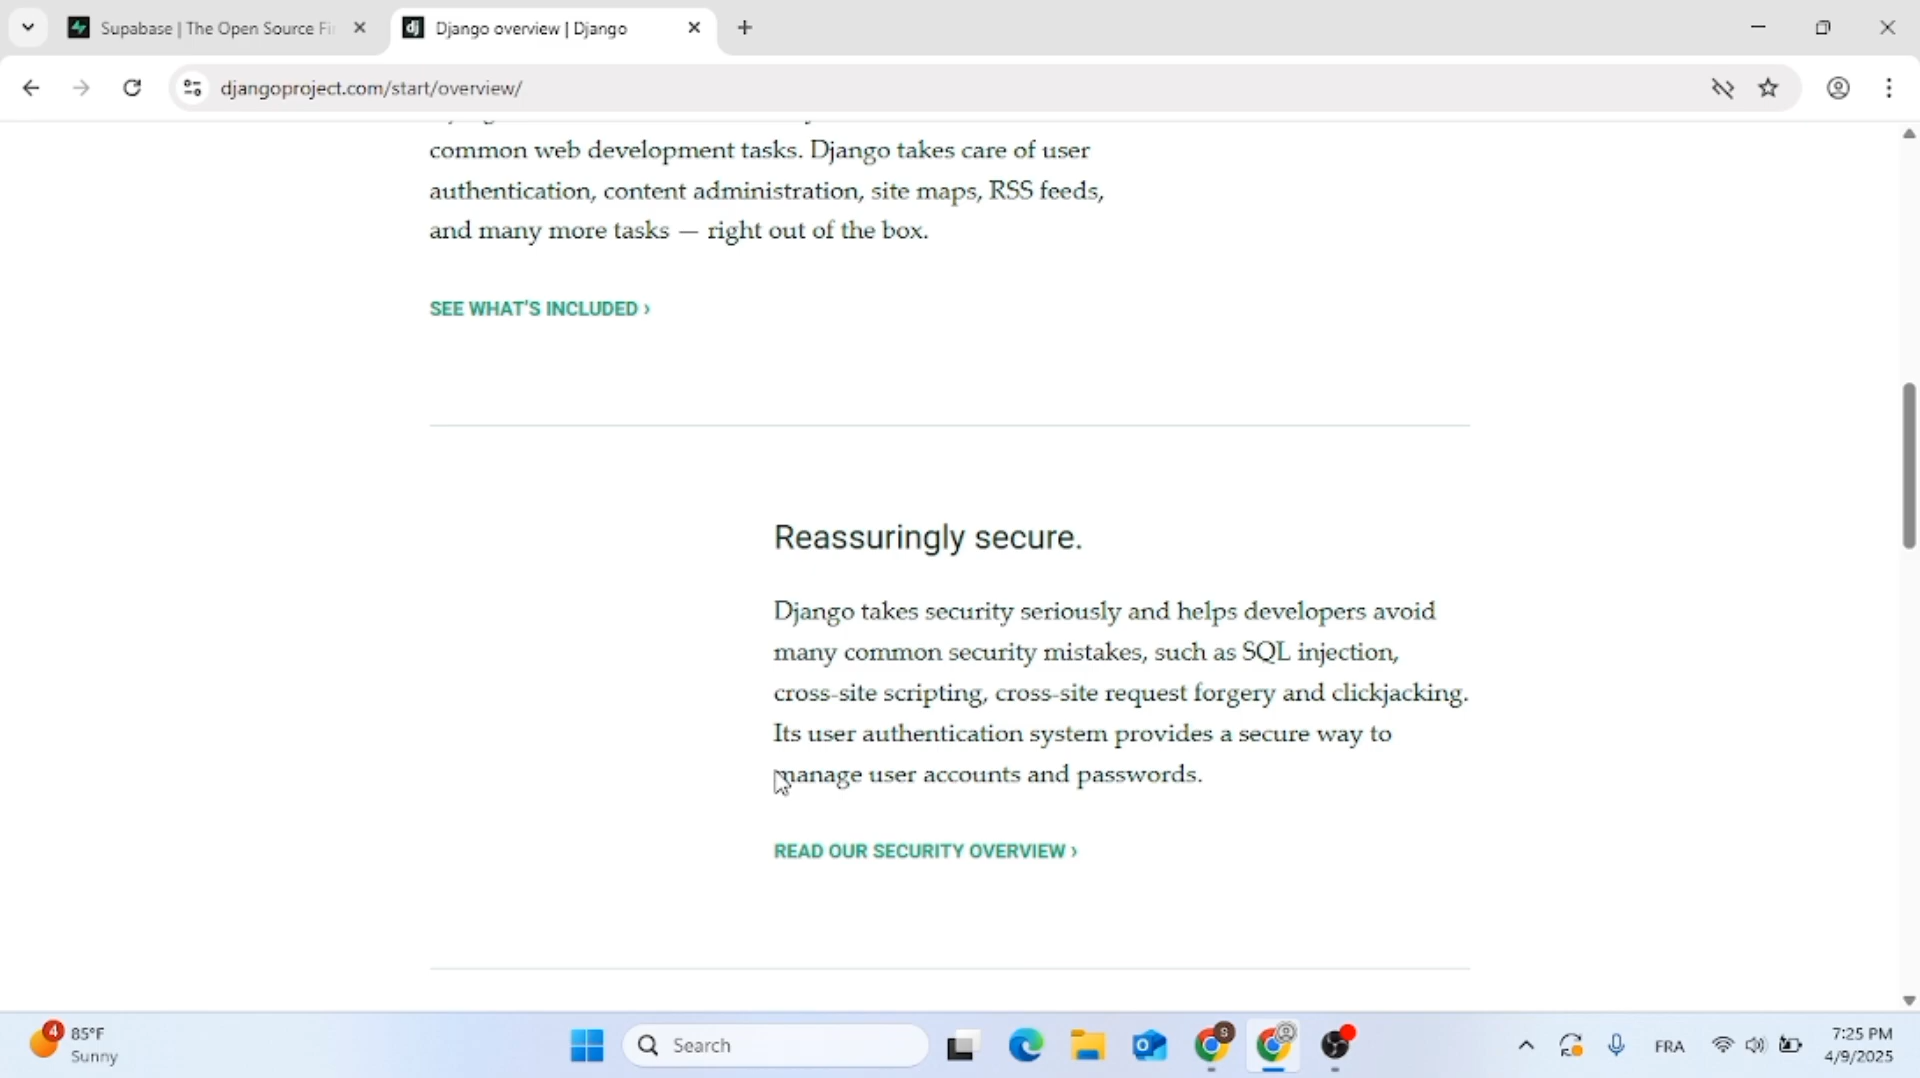 Supabase | The Open Source Fi
Django overview | Django
djangoproject.com/start/overview/
common web development tasks. Django takes care of user
authentication, content administration, site maps, RSS feeds,
and many more tasks — right out of the box.
SEE WHAT'S INCLUDED ›
Reassuringly secure.
Django takes security seriously and helps developers avoid
many common security mistakes, such as SQL injection,
cross-site scripting, cross-site request forgery and clickjacking.
Its user authentication system provides a secure way to
manage user accounts and passwords.
READ OUR SECURITY OVERVIEW ›
4
85°F
Sunny
Search
S
FRA
7:25 PM
4/9/2025